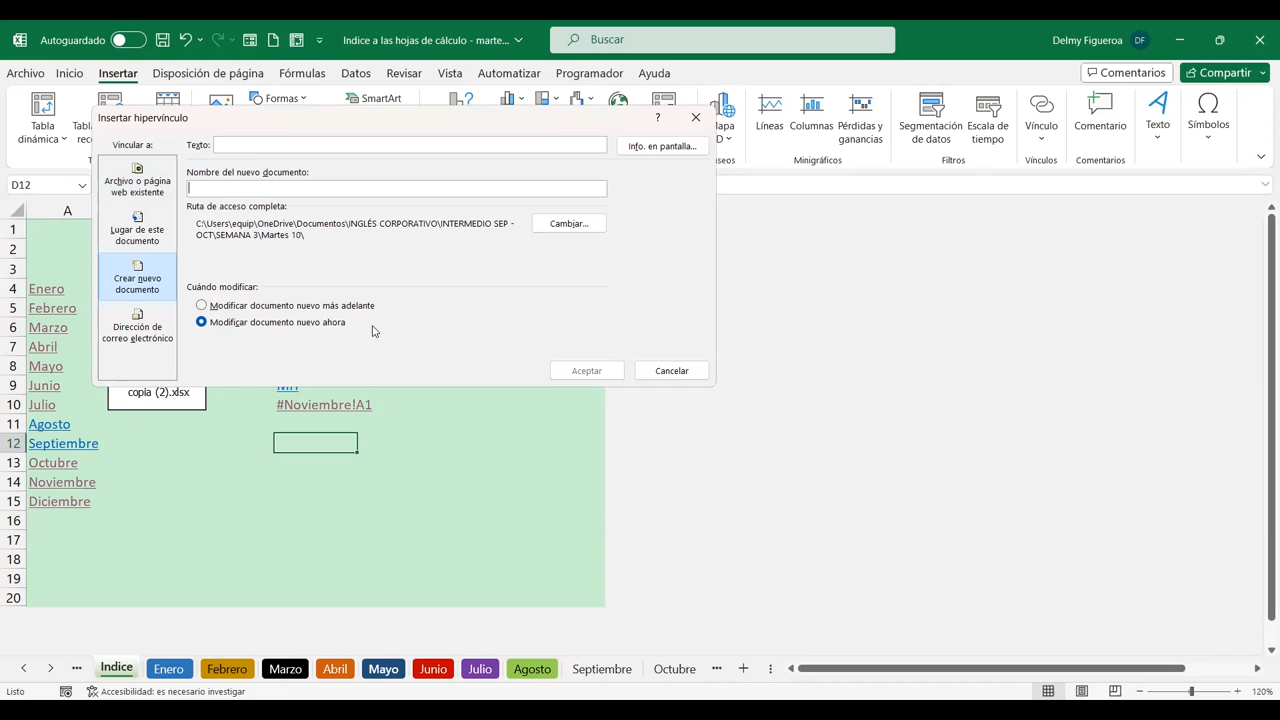 Autoguardado
Indice a las hojas de cálculo - marte...
Buscar
Delmy Figueroa DF
Archivo Inicio Insertar Disposición de página Fórmulas Datos Revisar Vista Automatizar Programador Ayuda
Comentarios Compartir
Tabla
dinámica
Formas
SmartArt
Líneas
Columnas
Pérdidas y
ganancias
Minigráficos
Segmentación
de datos
Escala de
tiempo
Filtros
Vínculo
Vínculos
Comentario
Comentarios
Texto
Símbolos
Insertar hipervínculo
Vincular a:
Archivo o página
web existente
Lugar de este
documento
Crear nuevo
documento
Dirección de
correo electrónico
Texto:
Info. en pantalla...
Nombre del nuevo documento:
Ruta de acceso completa:
C:\Users\equip\OneDrive\Documentos\INGLÉS CORPORATIVO\INTERMEDIO SEP -
OCT\SEMANA 3\Martes 10\
Cambiar...
Cuándo modificar:
Modificar documento nuevo más adelante
Modificar documento nuevo ahora
Aceptar
Cancelar
D12
A
1
2
3
4 Enero
5 Febrero
6 Marzo
7 Abril
8 Mayo
9 Junio
10 Julio
11 Agosto
12 Septiembre
13 Octubre
14 Noviembre
15 Diciembre
16
17
18
19
20
copia (2).xlsx
#Noviembre!A1
Indice Enero Febrero Marzo Abril Mayo Junio Julio Agosto Septiembre Octubre
Listo
Accesibilidad: es necesario investigar
120%